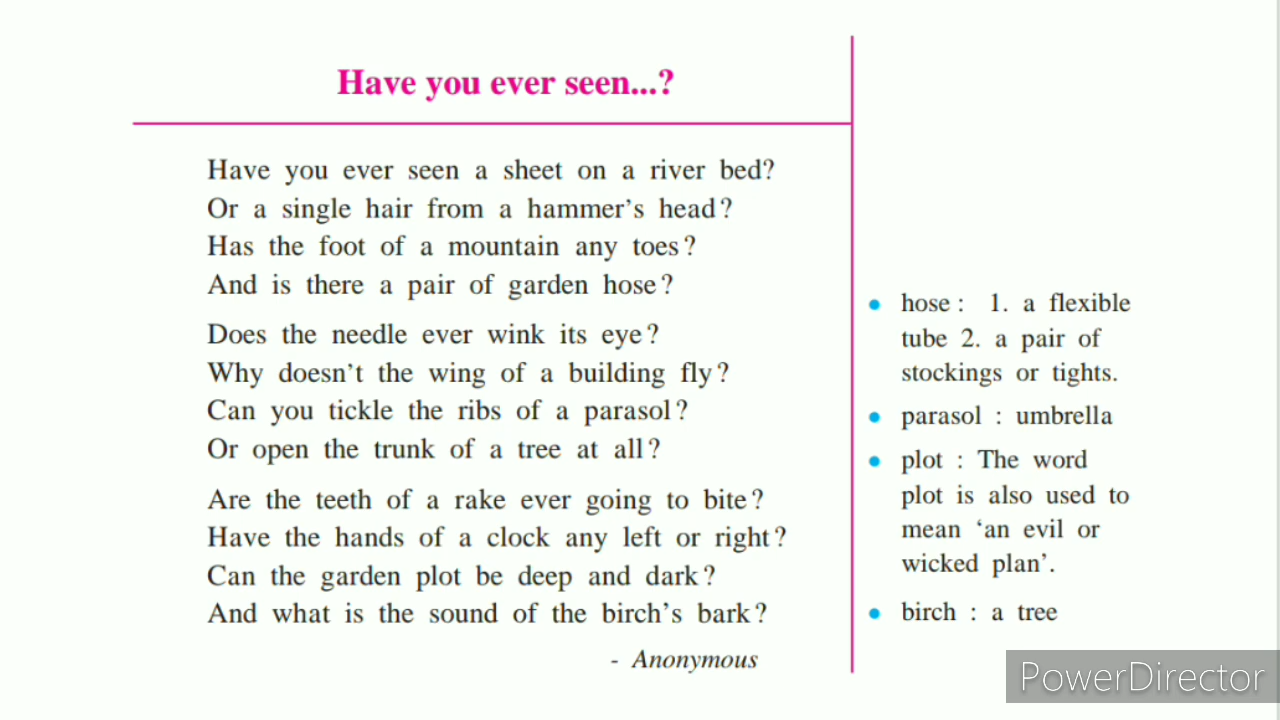 Have you ever seen...?
Have you ever seen a sheet on a river bed?
Or a single hair from a hammer's head?
Has the foot of a mountain any toes?
And is there a pair of garden hose?
Does the needle ever wink its eye?
Why doesn't the wing of a building fly?
Can you tickle the ribs of a parasol?
Or open the trunk of a tree at all?
Are the teeth of a rake ever going to bite?
Have the hands of a clock any left or right?
Can the garden plot be deep and dark?
And what is the sound of the birch's bark?
- Anonymous
• hose : 1. a flexible
tube 2. a pair of
stockings or tights.
• parasol : umbrella
• plot : The word
plot is also used to
mean ‘an evil or
wicked plan’.
• birch : a tree
PowerDirector